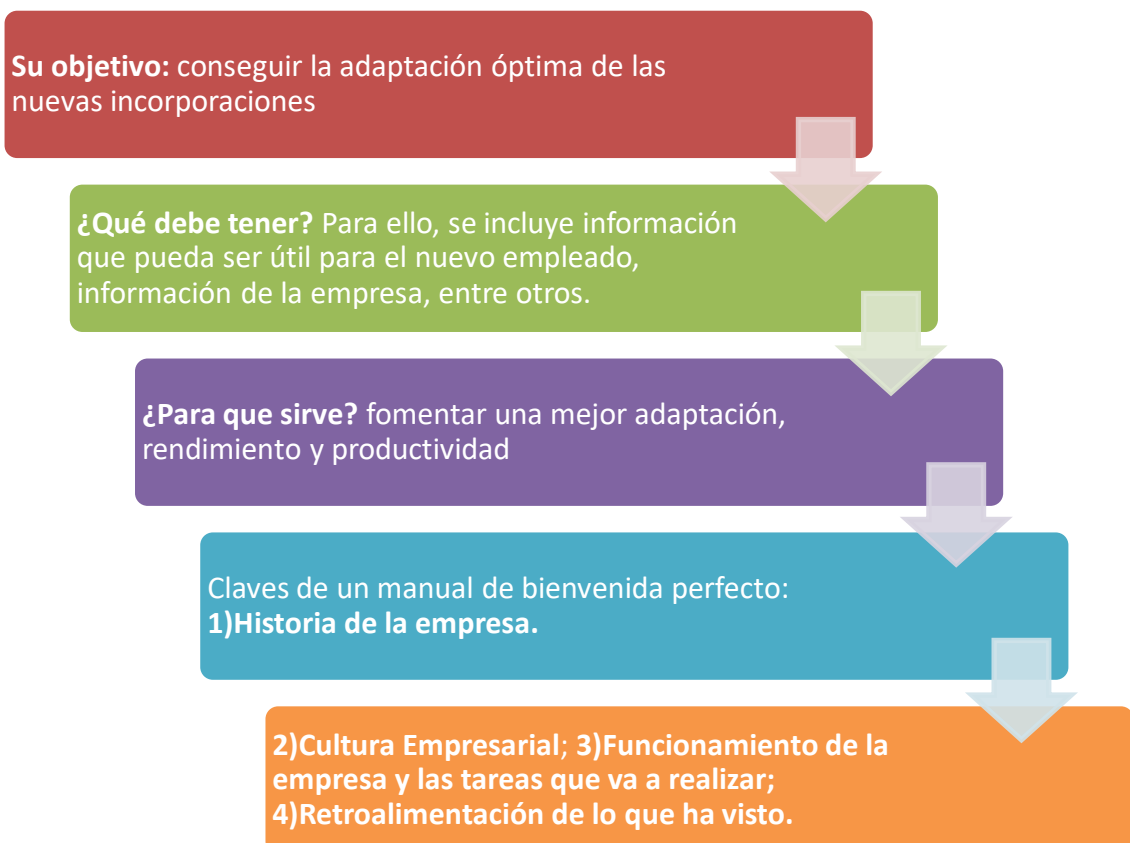 Su objetivo: conseguir la adaptación óptima de las
nuevas incorporaciones
¿Qué debe tener? Para ello, se incluye información
que pueda ser útil para el nuevo empleado,
información de la empresa, entre otros.
¿Para que sirve? fomentar una mejor adaptación,
rendimiento y productividad
Claves de un manual de bienvenida perfecto:
1)Historia de la empresa.
2)Cultura Empresarial; 3)Funcionamiento de la
empresa y las tareas que va a realizar;
4)Retroalimentación de lo que ha visto.